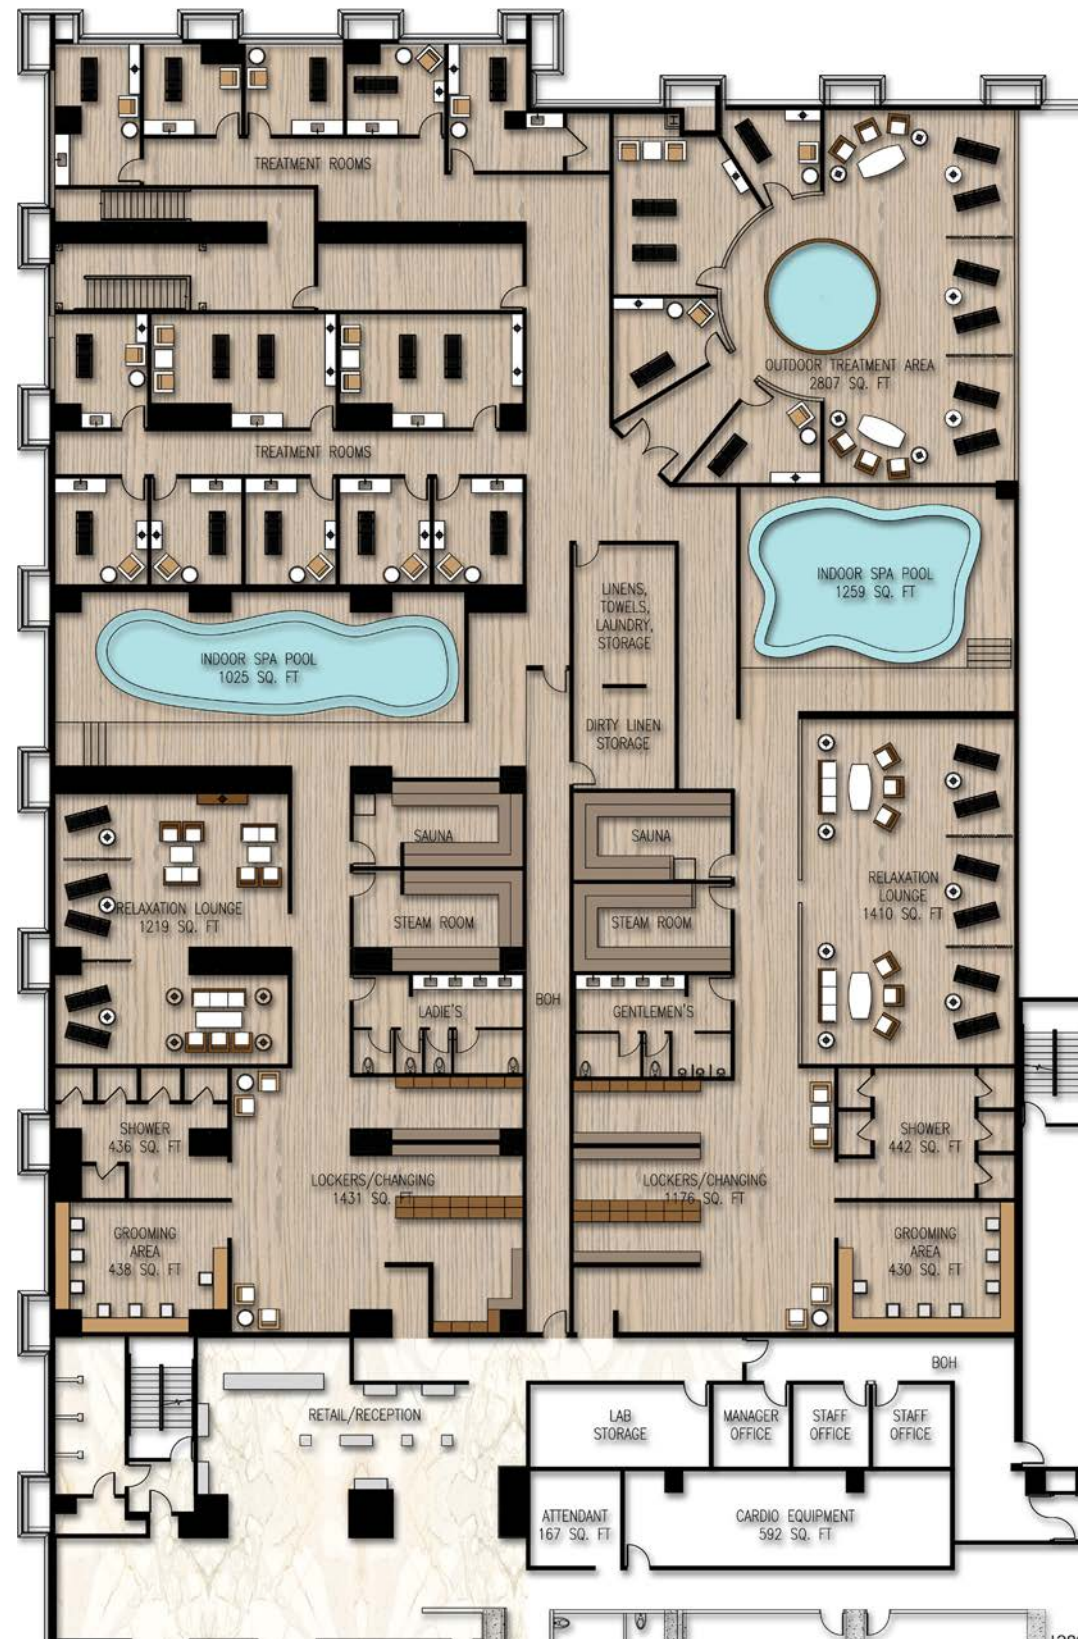 TREATMENT ROOMS
OUTDOOR TREATMENT AREA
2807 SQ. FT
TREATMENT ROOMS
INDOOR SPA POOL
1259 SQ. FT
LINENS,
TOWELS,
LAUNDRY,
STORAGE
INDOOR SPA POOL
1025 SQ. FT
DIRTY LINEN
STORAGE
SAUNA
SAUNA
RELAXATION LOUNGE
1219 SQ. FT
STEAM ROOM
STEAM ROOM
RELAXATION
LOUNGE
1410 SQ. FT
LADIE'S
BOH
GENTLEMEN'S
SHOWER
436 SQ. FT
SHOWER
442 SQ. FT
LOCKERS/CHANGING
1431 SQ. FT
LOCKERS/CHANGING
1176 SQ. FT
GROOMING
AREA
438 SQ. FT
GROOMING
AREA
430 SQ. FT
BOH
RETAIL/RECEPTION
LAB
STORAGE
MANAGER
OFFICE
STAFF
OFFICE
STAFF
OFFICE
ATTENDANT
167 SQ. FT
CARDIO EQUIPMENT
592 SQ. FT